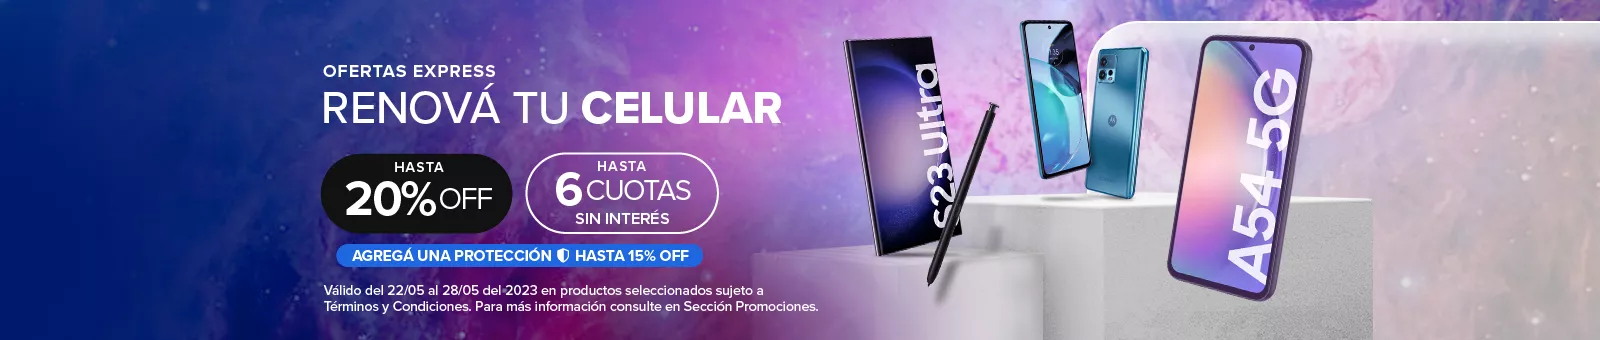 OFERTAS EXPRESS
RENOVÁ TU CELULAR
HASTA
20% OFF
HASTA
6 CUOTAS
SIN INTERÉS
AGREGÁ UNA PROTECCIÓN HASTA 15% OFF
Válido del 22/05 al 28/05 del 2023 en productos seleccionados sujeto a
Términos y Condiciones. Para más información consulte en Sección Promociones.
S23 Ultra
A54 5G